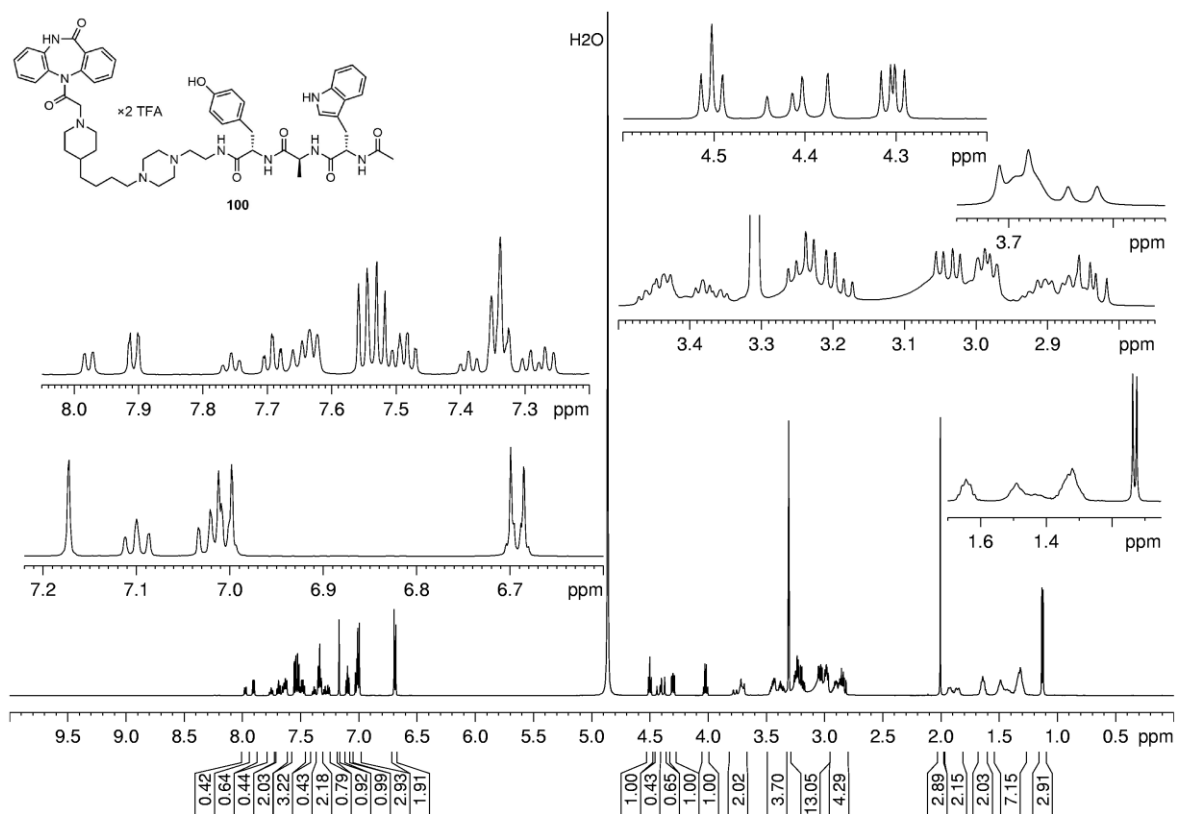 O
NH
N
O
N
×2 TFA
HO
N
N
H
N
O
N
H
O
H
N
O
N
H
O
HN
100
H2O
4.5 4.4 4.3 ppm
3.7 ppm
3.4 3.3 3.2 3.1 3.0 2.9 ppm
8.0 7.9 7.8 7.7 7.6 7.5 7.4 7.3 ppm
1.6 1.4 ppm
7.2 7.1 7.0 6.9 6.8 6.7 ppm
9.5 9.0 8.5 8.0 7.5 7.0 6.5 6.0 5.5 5.0 4.5 4.0 3.5 3.0 2.5 2.0 1.5 1.0 0.5 ppm
0.42 0.64 0.44 2.03 3.22 0.43 2.18 0.79 0.92 0.99 2.93 1.91 1.00 0.43 0.65 1.00 1.00 2.02 3.70 13.05 4.29 2.89 2.15 2.03 7.15 2.91